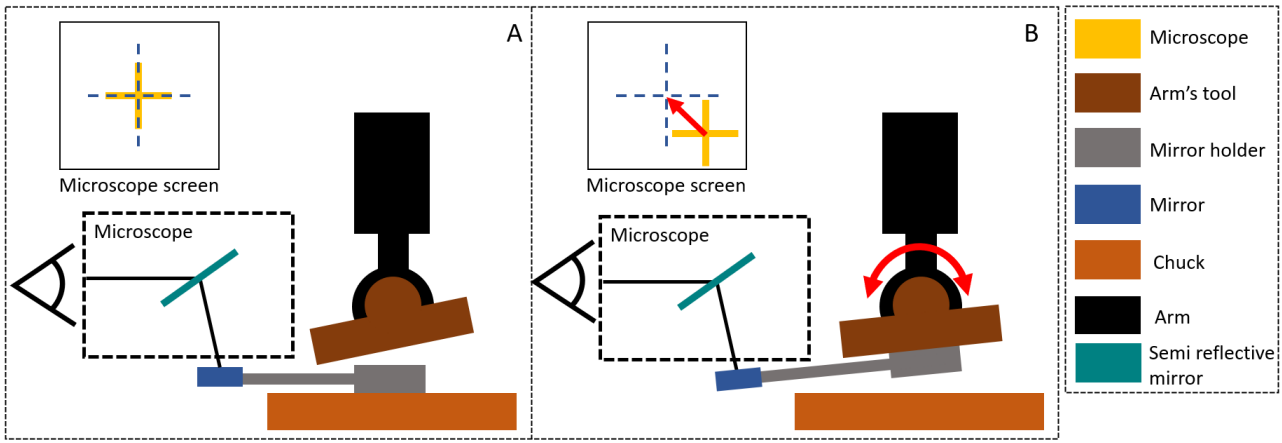 A
Microscope screen
Microscope
B
Microscope screen
Microscope
Microscope
Arm's tool
Mirror holder
Mirror
Chuck
Arm
Semi reflective
mirror